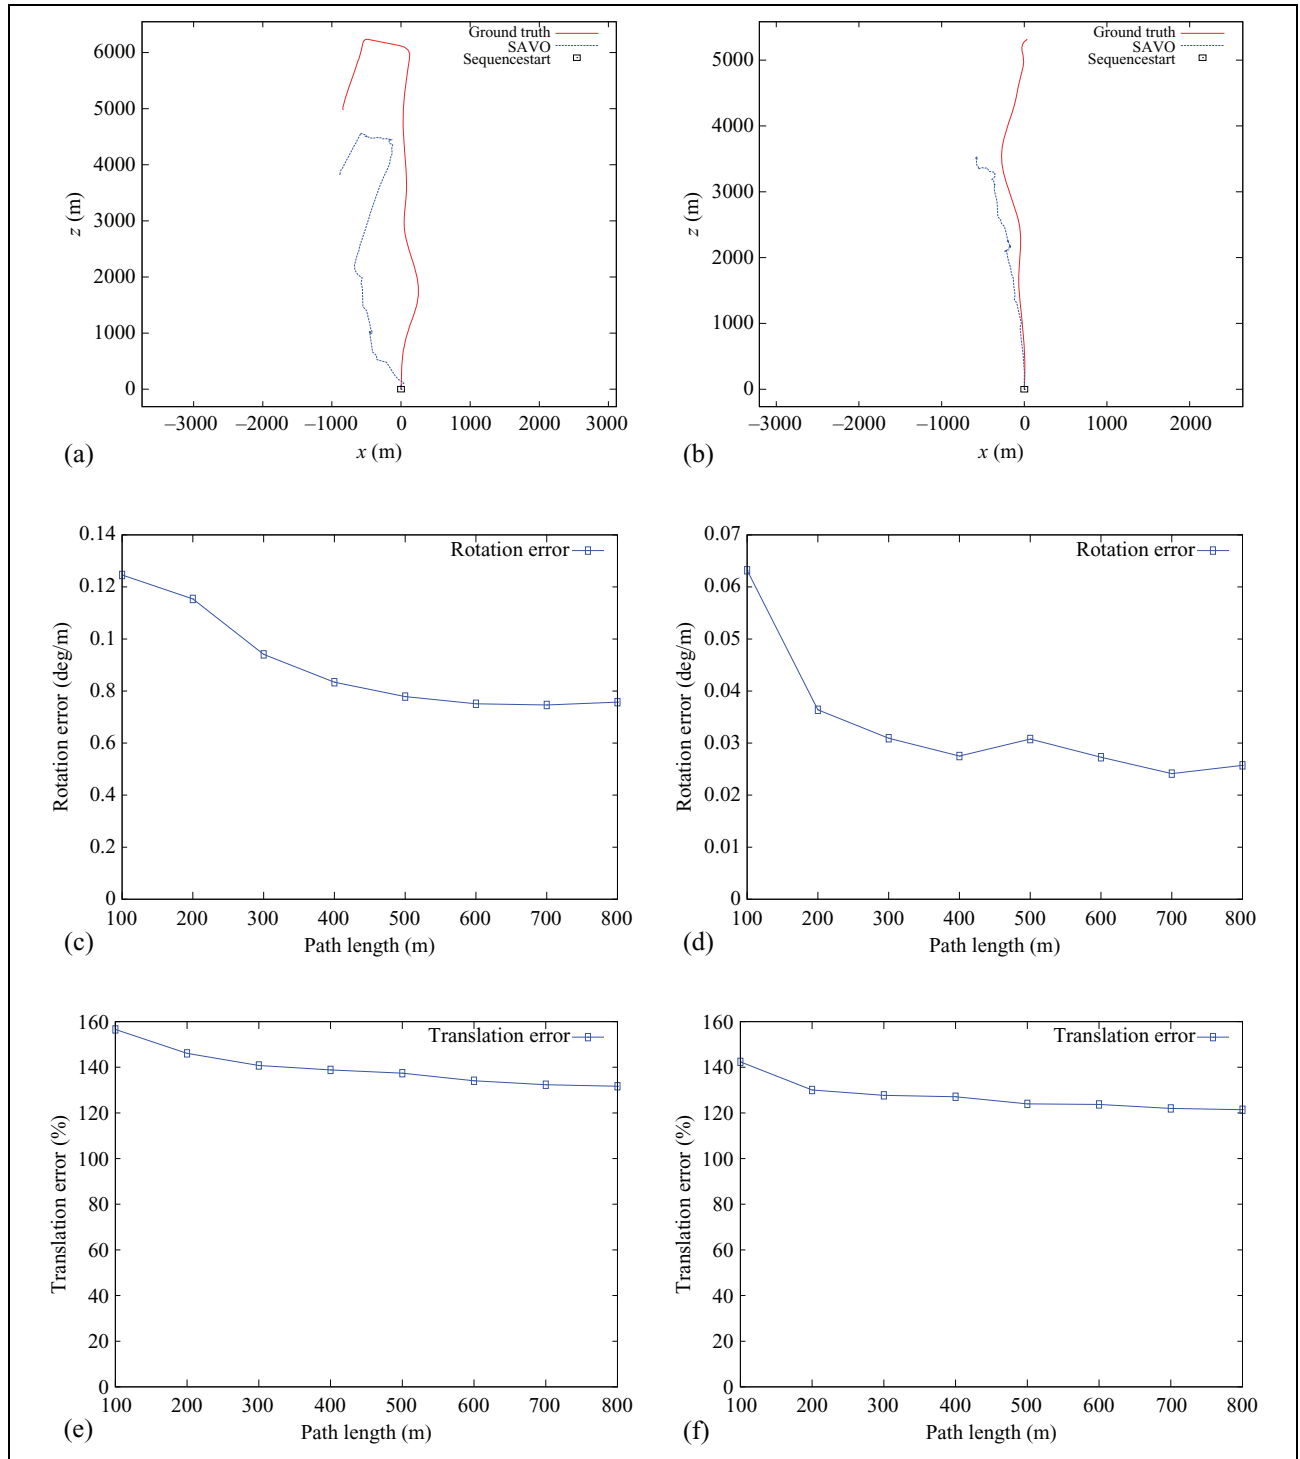 Ground truth
SAVO
Sequencestart
6000
5000
4000
3000
2000
1000
0
z (m)
–3000 –2000 –1000 0 1000 2000 3000
x (m)
(a)
Ground truth
SAVO
Sequencestart
5000
4000
3000
2000
1000
0
z (m)
–3000 –2000 –1000 0 1000 2000
x (m)
(b)
Rotation error
0.14
0.12
0.1
0.8
0.6
0.4
0.2
0
Rotation error (deg/m)
100 200 300 400 500 600 700 800
Path length (m)
(c)
Rotation error
0.07
0.06
0.05
0.04
0.03
0.02
0.01
0
Rotation error (deg/m)
100 200 300 400 500 600 700 800
Path length (m)
(d)
Translation error
160
140
120
100
80
60
40
20
0
Translation error (%)
100 200 300 400 500 600 700 800
Path length (m)
(e)
Translation error
160
140
120
100
80
60
40
20
0
Translation error (%)
100 200 300 400 500 600 700 800
Path length (m)
(f)